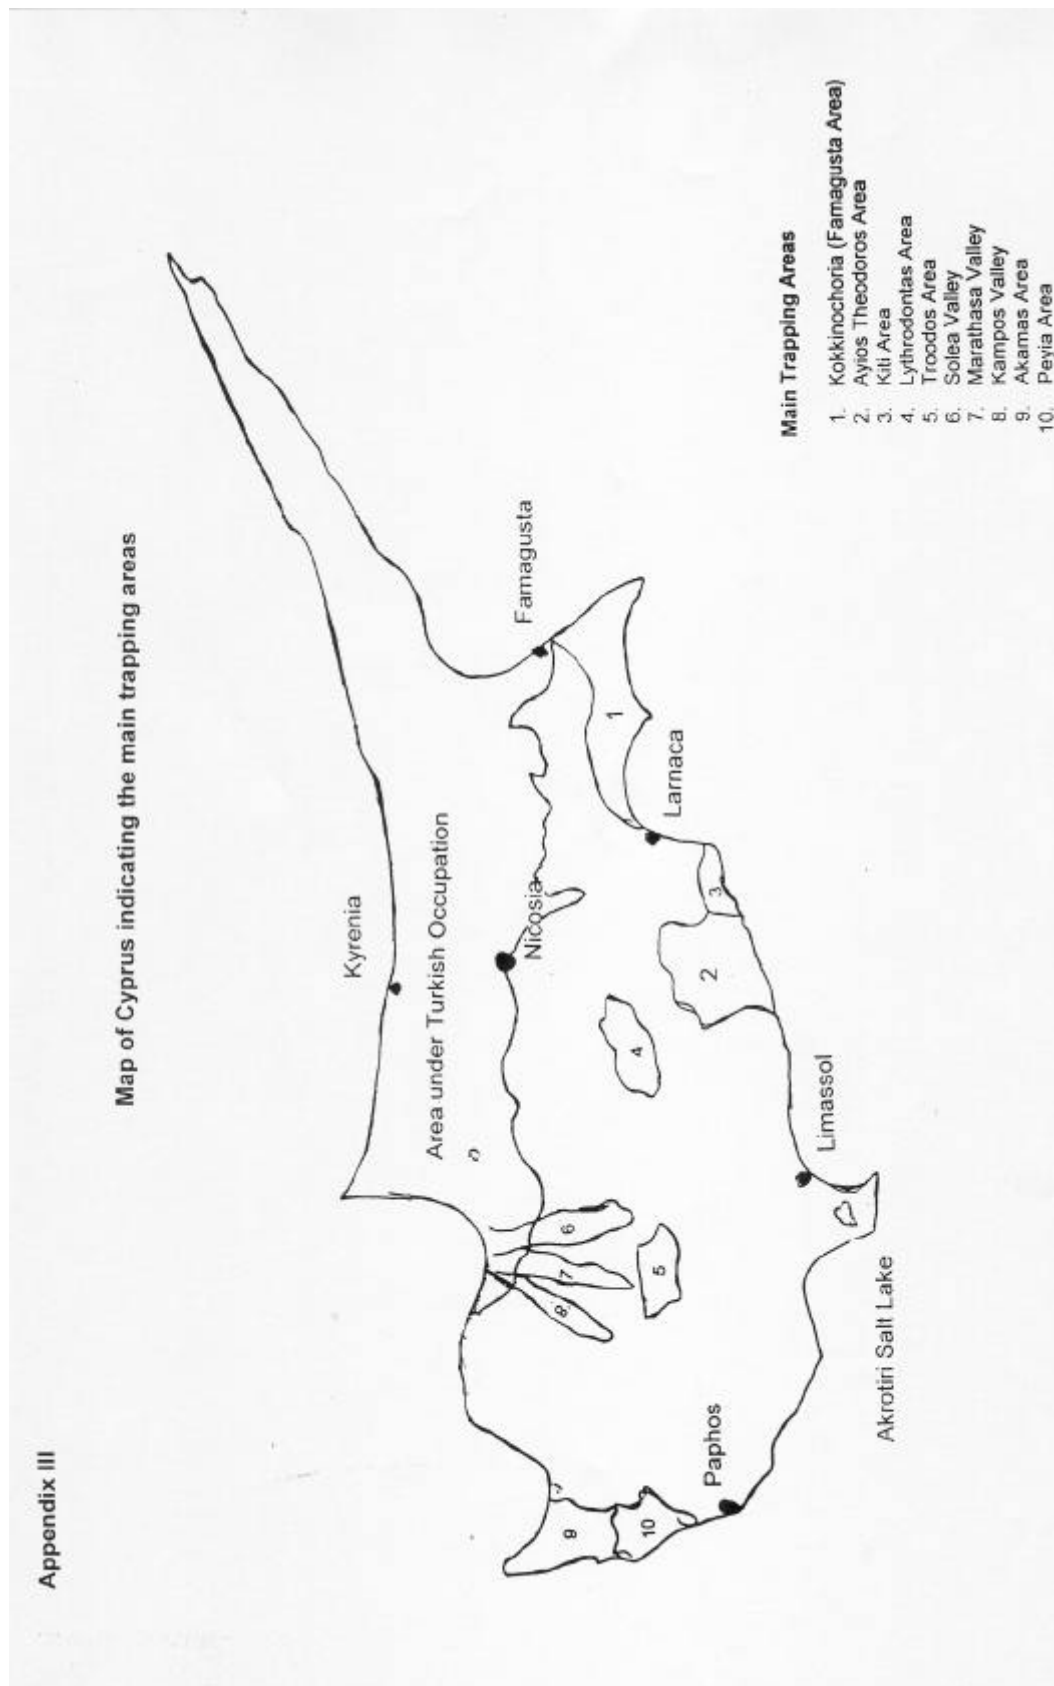 Appendix III
Map of Cyprus indicating the main trapping areas
Kyrenia
Area under Turkish Occupation
Nicosia
Famagusta
Larnaca
Limassol
Paphos
Akrotiri Salt Lake
1
2
3
4
5
6
7
8
9
10
Main Trapping Areas
1. Kokkinochoria (Famagusta Area)
2. Ayios Theodoros Area
3. Kiti Area
4. Lythrodontas Area
5. Troodos Area
6. Solea Valley
7. Marathasa Valley
8. Kampos Valley
9. Akamas Area
10. Peyia Area